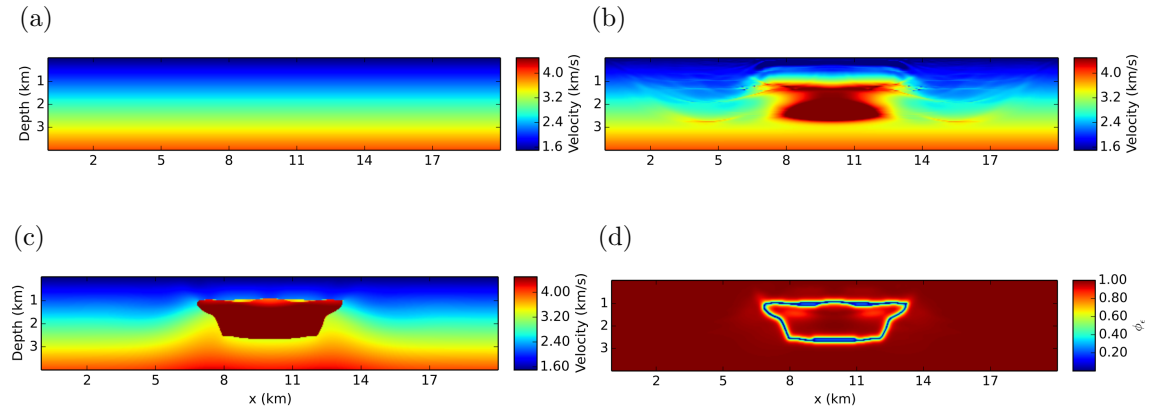 (a)
Depth (km)
1
2
3
2 5 8 11 14 17
4.0
3.2
2.4
1.6
Velocity (km/s)
(b)
1
2
3
2 5 8 11 14 17
4.0
3.2
2.4
1.6
Velocity (km/s)
(c)
Depth (km)
1
2
3
2 5 8 11 14 17
x (km)
4.00
3.20
2.40
1.60
Velocity (km/s)
(d)
1
2
3
2 5 8 11 14 17
x (km)
1.00
0.80
0.60
0.40
0.20
ϕ_ϵ